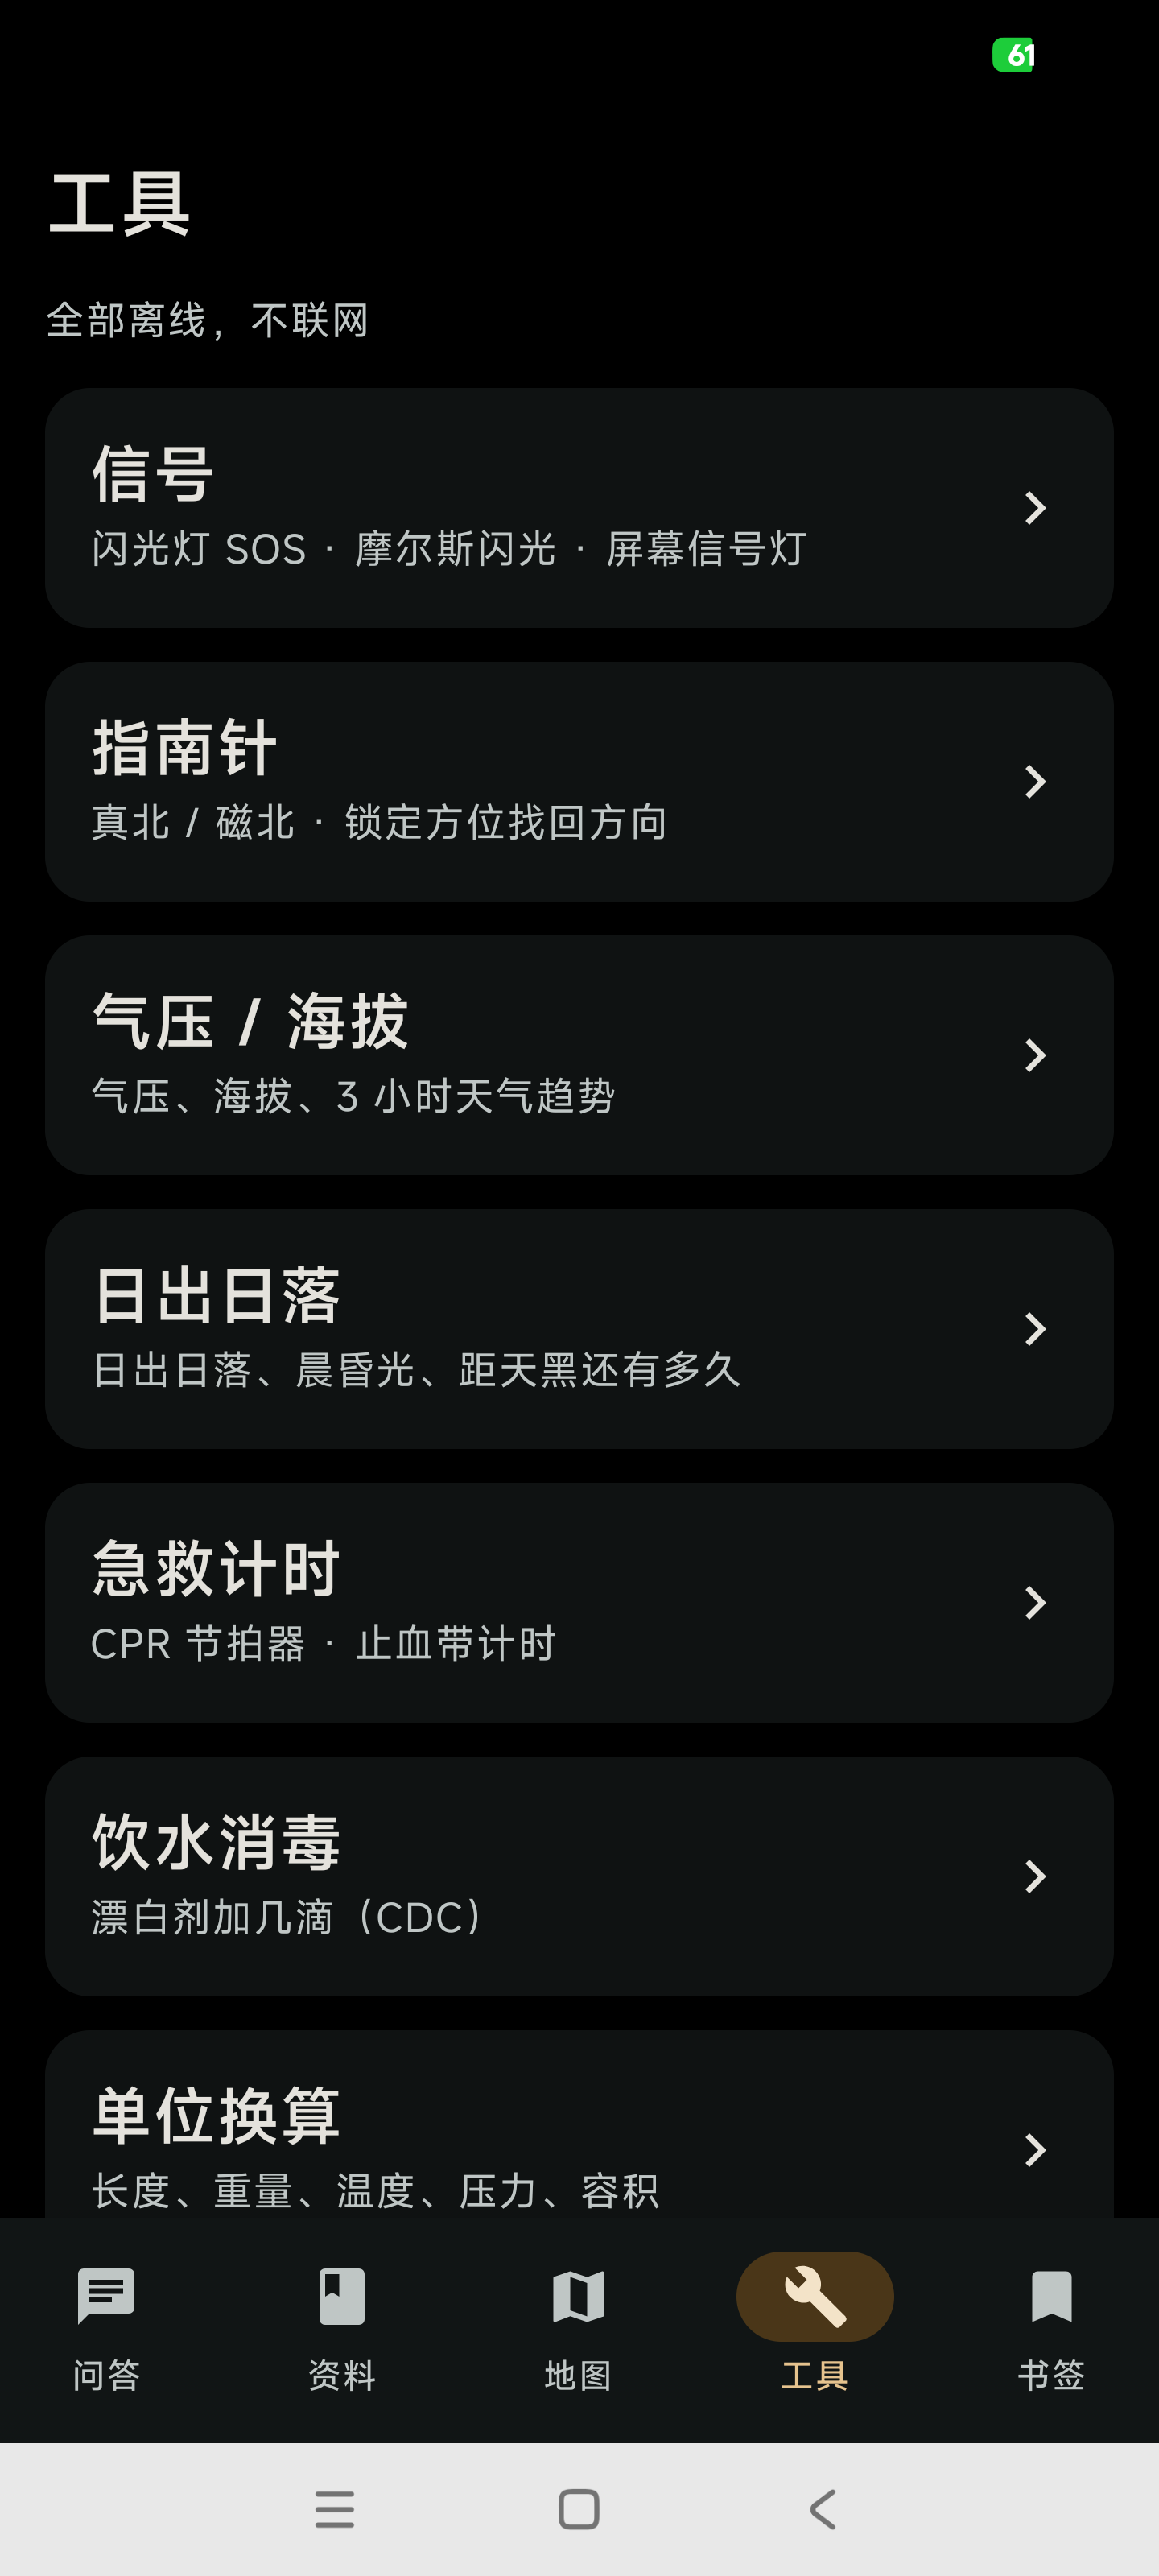 61
工具
全部离线，不联网
信号
闪光灯 SOS · 摩尔斯闪光 · 屏幕信号灯
指南针
真北 / 磁北 · 锁定方位找回方向
气压 / 海拔
气压、海拔、3 小时天气趋势
日出日落
日出日落、晨昏光、距天黑还有多久
急救计时
CPR 节拍器 · 止血带计时
饮水消毒
漂白剂加几滴（CDC）
单位换算
长度、重量、温度、压力、容积
问答
资料
地图
工具
书签